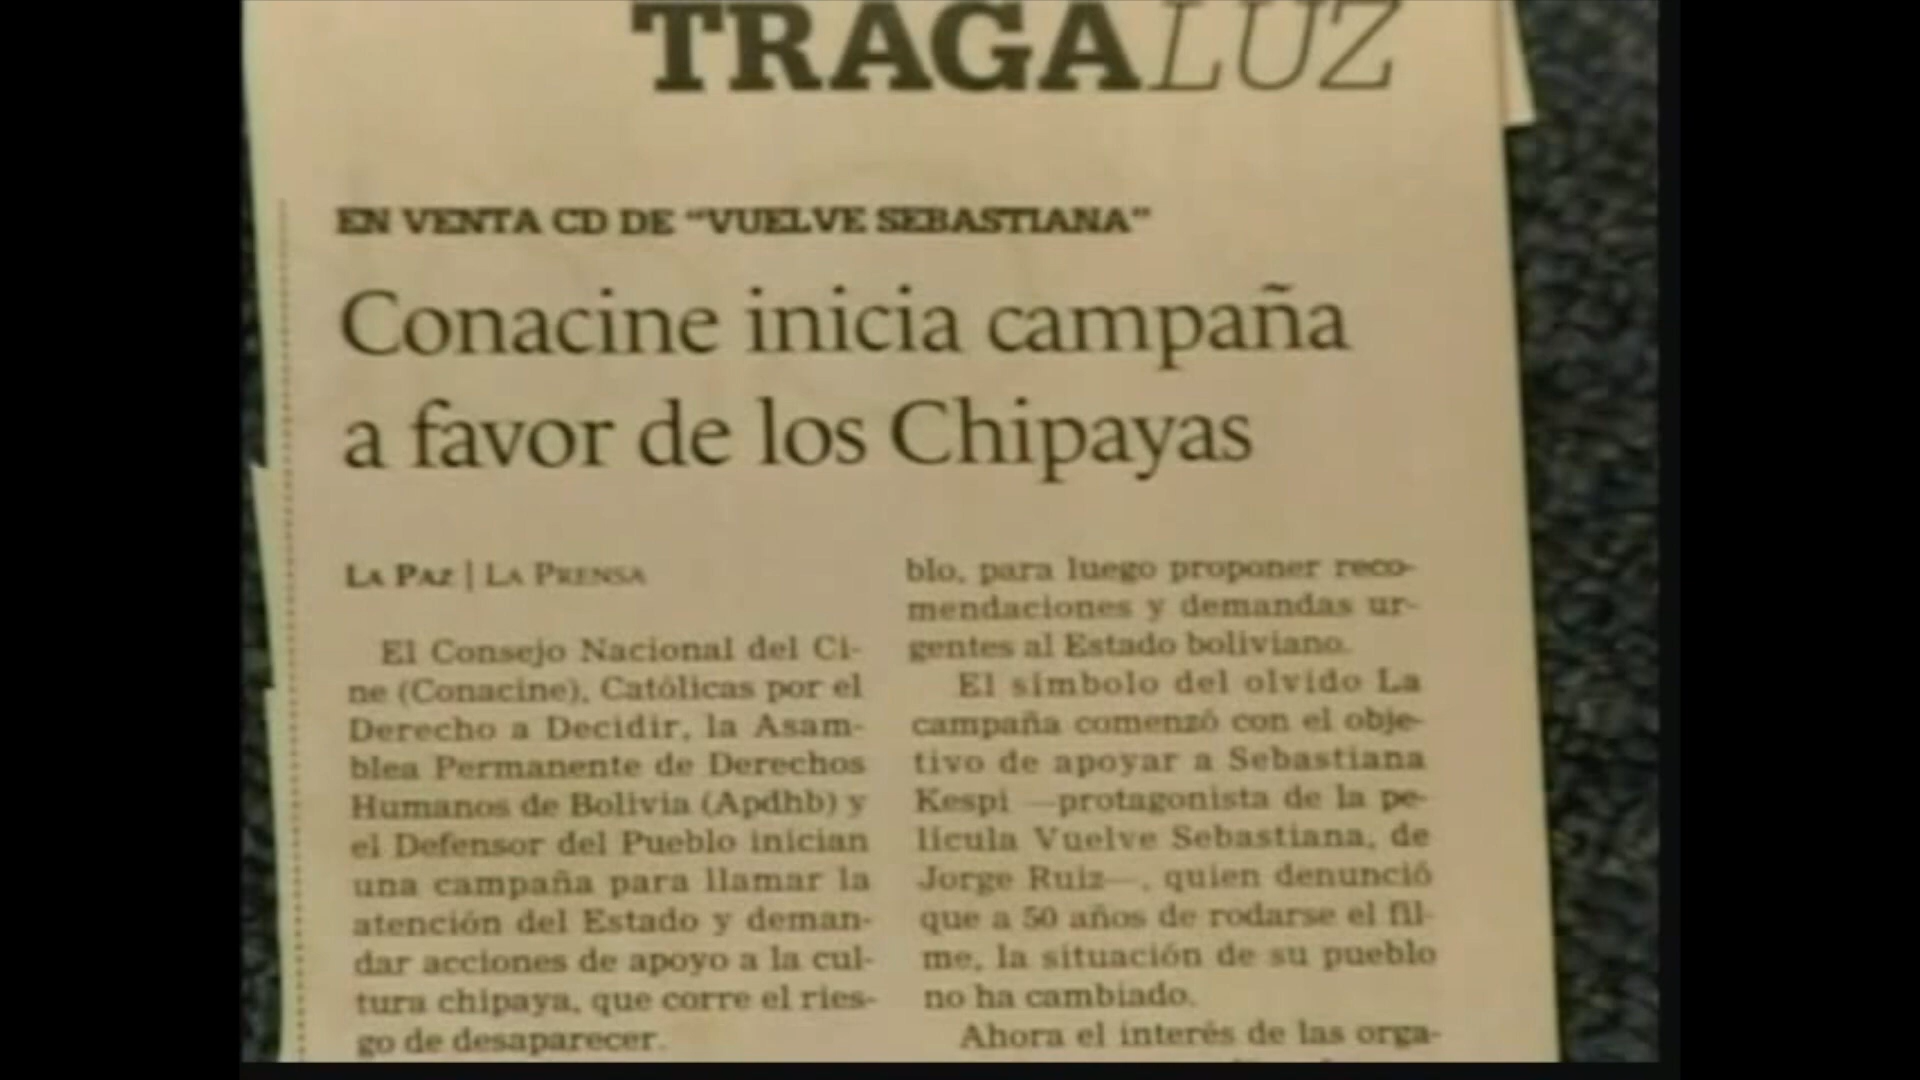 TRAGALUZ
EN VENTA CD DE "VUELVE SEBASTIANA"
Conacine inicia campaña
a favor de los Chipayas
LA PAZ | LA PRENSA
El Consejo Nacional del Ci-
ne (Conacine), Católicas por el
Derecho a Decidir, la Asam-
blea Permanente de Derechos
Humanos de Bolivia (Apdhb) y
el Defensor del Pueblo inician
una campaña para llamar la
atención del Estado y deman-
dar acciones de apoyo a la cul-
tura chipaya, que corre el ries-
go de desaparecer.
blo, para luego proponer reco-
mendaciones y demandas ur-
gentes al Estado boliviano.
El símbolo del olvido La
campaña comenzó con el obje-
tivo de apoyar a Sebastiana
Kespi —protagonista de la pe-
lícula Vuelve Sebastiana, de
Jorge Ruiz—, quien denunció
que a 50 años de rodarse el fil-
me, la situación de su pueblo
no ha cambiado.
Ahora el interés de las orga-